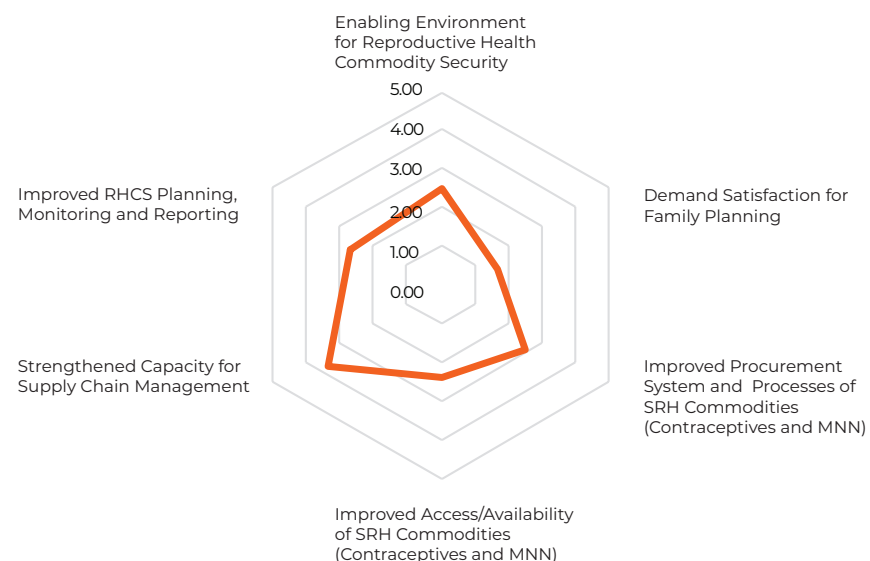 Enabling Environment
for Reproductive Health
Commodity Security
5.00
4.00
3.00
2.00
1.00
0.00
Improved RHCS Planning,
Monitoring and Reporting
Demand Satisfaction for
Family Planning
Strengthened Capacity for
Supply Chain Management
Improved Procurement
System and  Processes of
SRH Commodities
(Contraceptives and MNN)
Improved Access/Availability
of SRH Commodities
(Contraceptives and MNN)